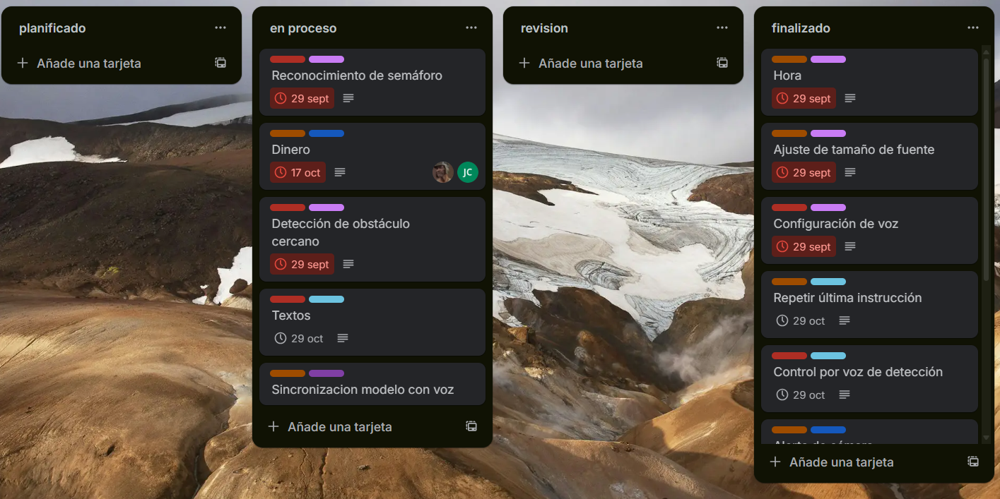 planificado
Añade una tarjeta
en proceso
Reconocimiento de semáforo
29 sept
Dinero
17 oct
JC
Detección de obstáculo
cercano
29 sept
Textos
29 oct
Sincronizacion modelo con voz
Añade una tarjeta
revision
Añade una tarjeta
finalizado
Hora
29 sept
Ajuste de tamaño de fuente
29 sept
Configuración de voz
29 sept
Repetir última instrucción
29 oct
Control por voz de detección
29 oct
Añade una tarjeta